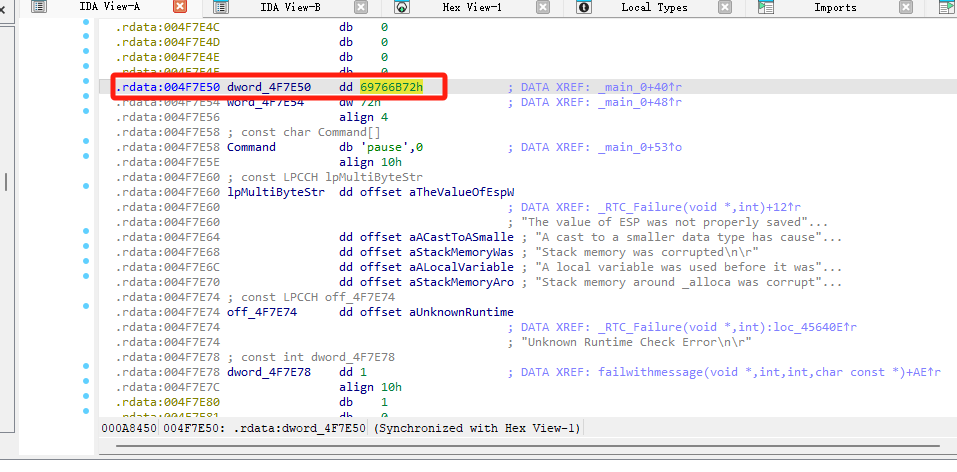 IDA View-A IDA View-B Hex View-1 Local Types Imports
.rdata:004F7E4C db 0
.rdata:004F7E4D db 0
.rdata:004F7E4E db 0
.rdata:004F7E50 dword_4F7E50 dd 69766B72h ; DATA XREF: _main_0+40↑r
.rdata:004F7E54 word_4F7E54 dw 72h ; DATA XREF: _main_0+48↑r
.rdata:004F7E56 align 4
.rdata:004F7E58 ; const char Command[]
.rdata:004F7E58 Command db 'pause',0 ; DATA XREF: _main_0+53↑o
.rdata:004F7E5E align 10h
.rdata:004F7E60 ; const LPCCH lpMultiByteStr
.rdata:004F7E60 lpMultiByteStr dd offset aTheValueOfEspW
.rdata:004F7E60 ; DATA XREF: _RTC_Failure(void *,int)+12↑r
.rdata:004F7E60 ; "The value of ESP was not properly saved"...
.rdata:004F7E64 dd offset aACastToASmalle ; "A cast to a smaller data type has cause"...
.rdata:004F7E68 dd offset aStackMemoryWas ; "Stack memory was corrupted\n\r"
.rdata:004F7E6C dd offset aALocalVariable ; "A local variable was used before it was"...
.rdata:004F7E70 dd offset aStackMemoryAro ; "Stack memory around _alloca was corrupt"...
.rdata:004F7E74 ; const LPCCH off_4F7E74
.rdata:004F7E74 off_4F7E74 dd offset aUnknownRuntime
.rdata:004F7E74 ; DATA XREF: _RTC_Failure(void *,int):loc_45640E↑r
.rdata:004F7E74 ; "Unknown Runtime Check Error\n\r"
.rdata:004F7E78 ; const int dword_4F7E78
.rdata:004F7E78 dword_4F7E78 dd 1 ; DATA XREF: failwithmessage(void *,int,int,char const *)+AE↑r
.rdata:004F7E7C align 10h
.rdata:004F7E80 db 1
.rdata:004F7E81 db 0
000A8450 004F7E50: .rdata:dword_4F7E50 (Synchronized with Hex View-1)